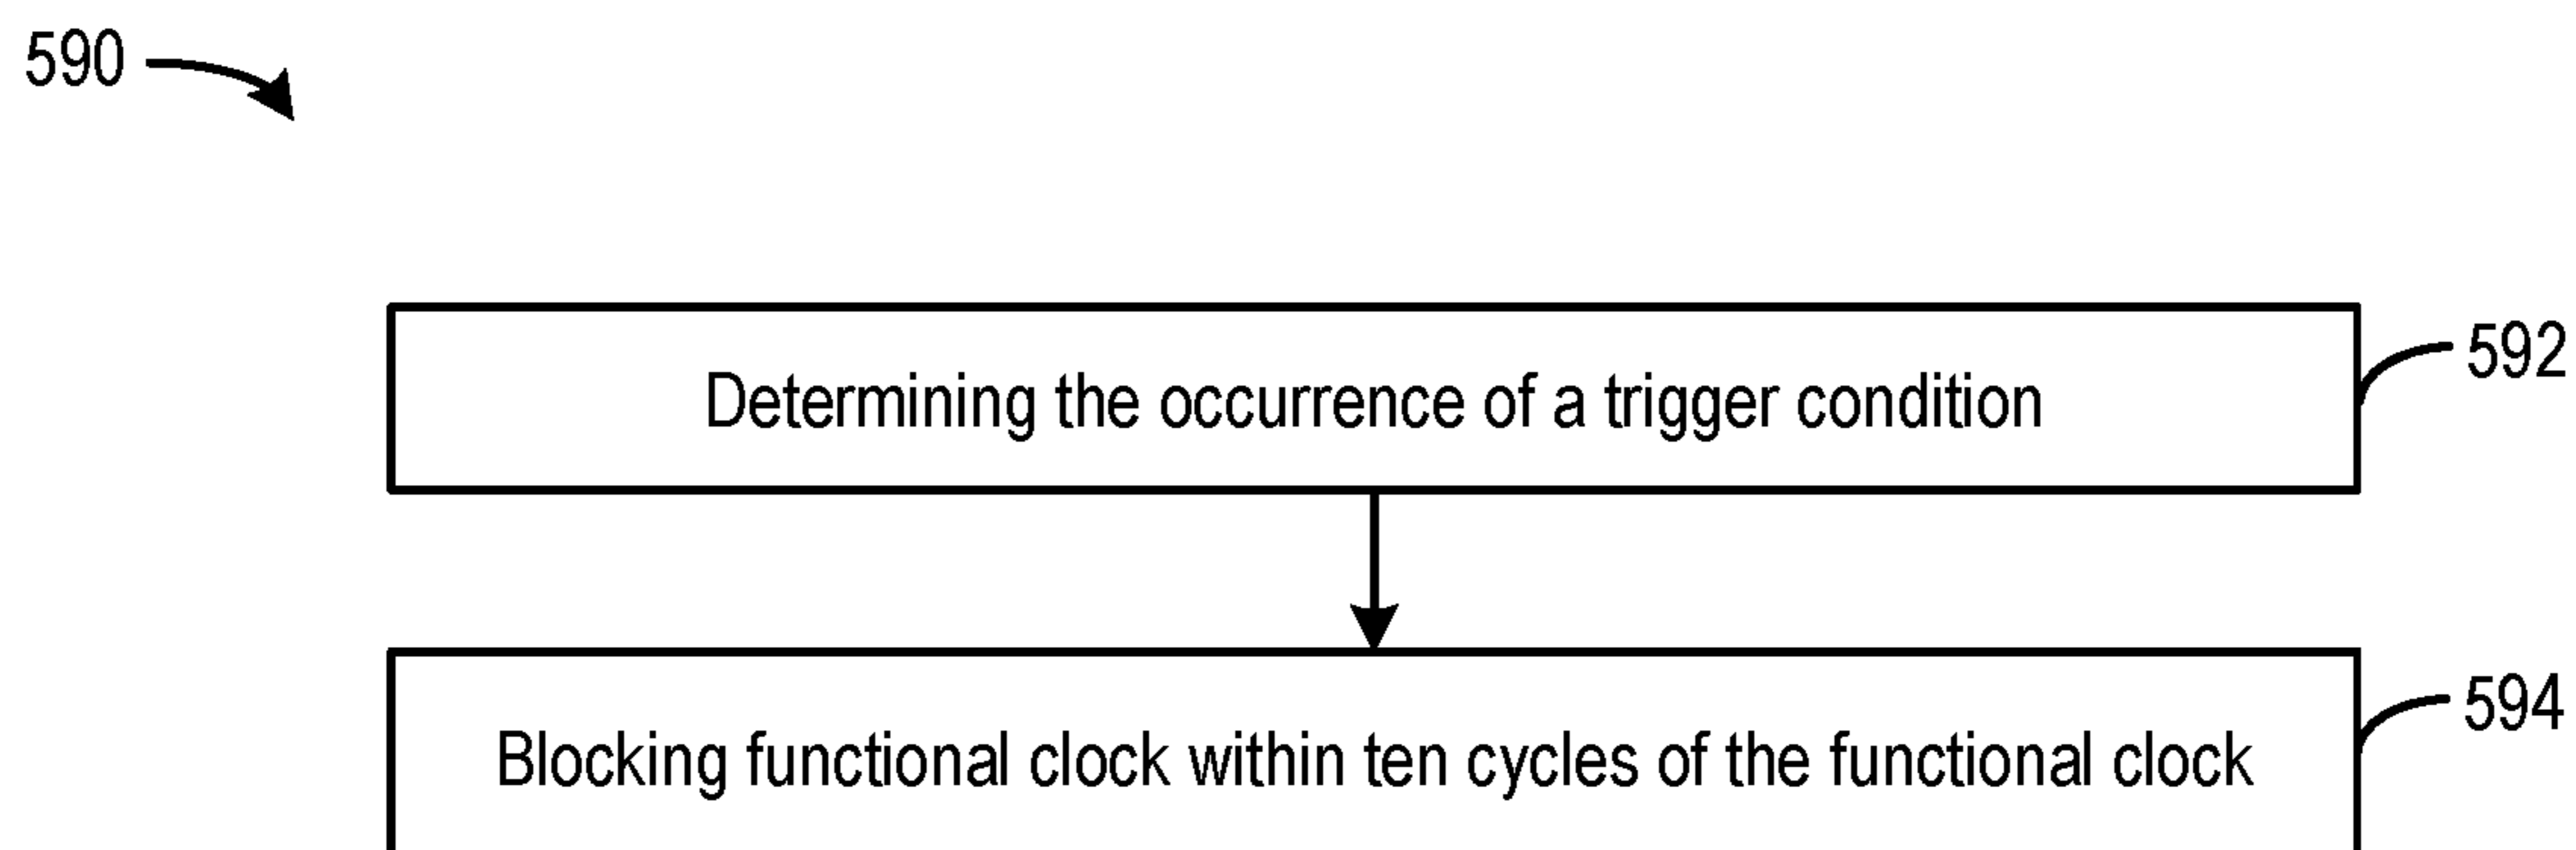 590
Determining the occurrence of a trigger condition
592
Blocking functional clock within ten cycles of the functional clock
594